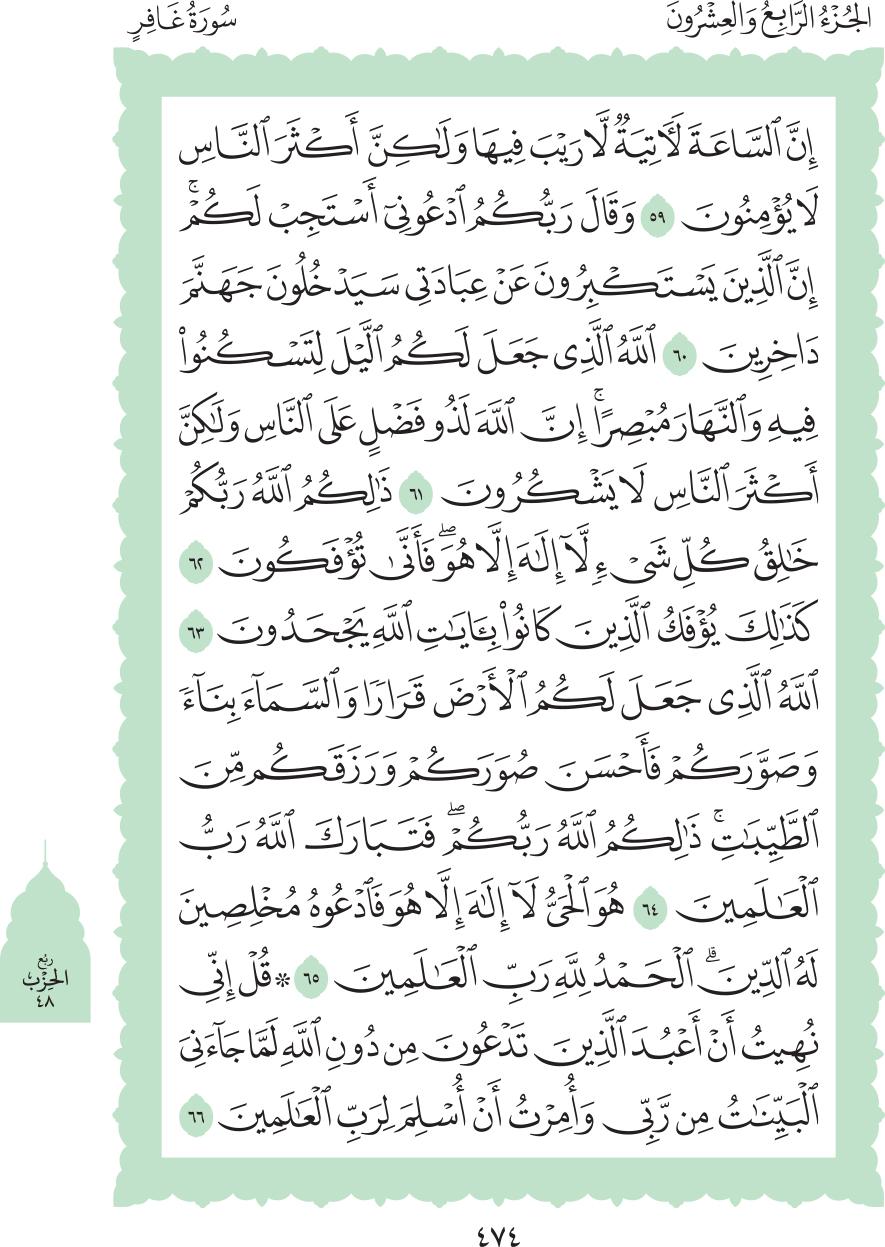 الجُزْءُ الرَّابِعُ وَالعِشْرُونَ
سُورَةُ غَافِرٍ
إِنَّ ٱلسَّاعَةَ لَأٓتِيَةٞ لَّا رَيۡبَ فِيهَا وَلَٰكِنَّ أَكۡثَرَ ٱلنَّاسِ
لَا يُؤۡمِنُونَ ٥٩ وَقَالَ رَبُّكُمُ ٱدۡعُونِيٓ أَسۡتَجِبۡ لَكُمۡۚ
إِنَّ ٱلَّذِينَ يَسۡتَكۡبِرُونَ عَنۡ عِبَادَتِي سَيَدۡخُلُونَ جَهَنَّمَ
دَاخِرِينَ ٦٠ ٱللَّهُ ٱلَّذِي جَعَلَ لَكُمُ ٱلَّيۡلَ لِتَسۡكُنُواْ
فِيهِ وَٱلنَّهَارَ مُبۡصِرًاۚ إِنَّ ٱللَّهَ لَذُو فَضۡلٍ عَلَى ٱلنَّاسِ وَلَٰكِنَّ
أَكۡثَرَ ٱلنَّاسِ لَا يَشۡكُرُونَ ٦١ ذَٰلِكُمُ ٱللَّهُ رَبُّكُمۡ
خَٰلِقُ كُلِّ شَيۡءٖ لَّآ إِلَٰهَ إِلَّا هُوَۖ فَأَنَّىٰ تُؤۡفَكُونَ ٦٢
كَذَٰلِكَ يُؤۡفَكُ ٱلَّذِينَ كَانُواْ بِـَٔايَٰتِ ٱللَّهِ يَجۡحَدُونَ ٦٣
ٱللَّهُ ٱلَّذِي جَعَلَ لَكُمُ ٱلۡأَرۡضَ قَرَارٗا وَٱلسَّمَآءَ بِنَآءٗ
وَصَوَّرَكُمۡ فَأَحۡسَنَ صُوَرَكُمۡ وَرَزَقَكُم مِّنَ
ٱلطَّيِّبَٰتِۚ ذَٰلِكُمُ ٱللَّهُ رَبُّكُمۡۖ فَتَبَارَكَ ٱللَّهُ رَبُّ
ٱلۡعَٰلَمِينَ ٦٤ هُوَ ٱلۡحَيُّ لَآ إِلَٰهَ إِلَّا هُوَ فَٱدۡعُوهُ مُخۡلِصِينَ
لَهُ ٱلدِّينَۗ ٱلۡحَمۡدُ لِلَّهِ رَبِّ ٱلۡعَٰلَمِينَ ٦٥ ۞ قُلۡ إِنِّي
نُهِيتُ أَنۡ أَعۡبُدَ ٱلَّذِينَ تَدۡعُونَ مِن دُونِ ٱللَّهِ لَمَّا جَآءَنِيَ
ٱلۡبَيِّنَٰتُ مِن رَّبِّي وَأُمِرۡتُ أَنۡ أُسۡلِمَ لِرَبِّ ٱلۡعَٰلَمِينَ ٦٦
رُبع
الحِزْبُ
٤٨
٤٧٤